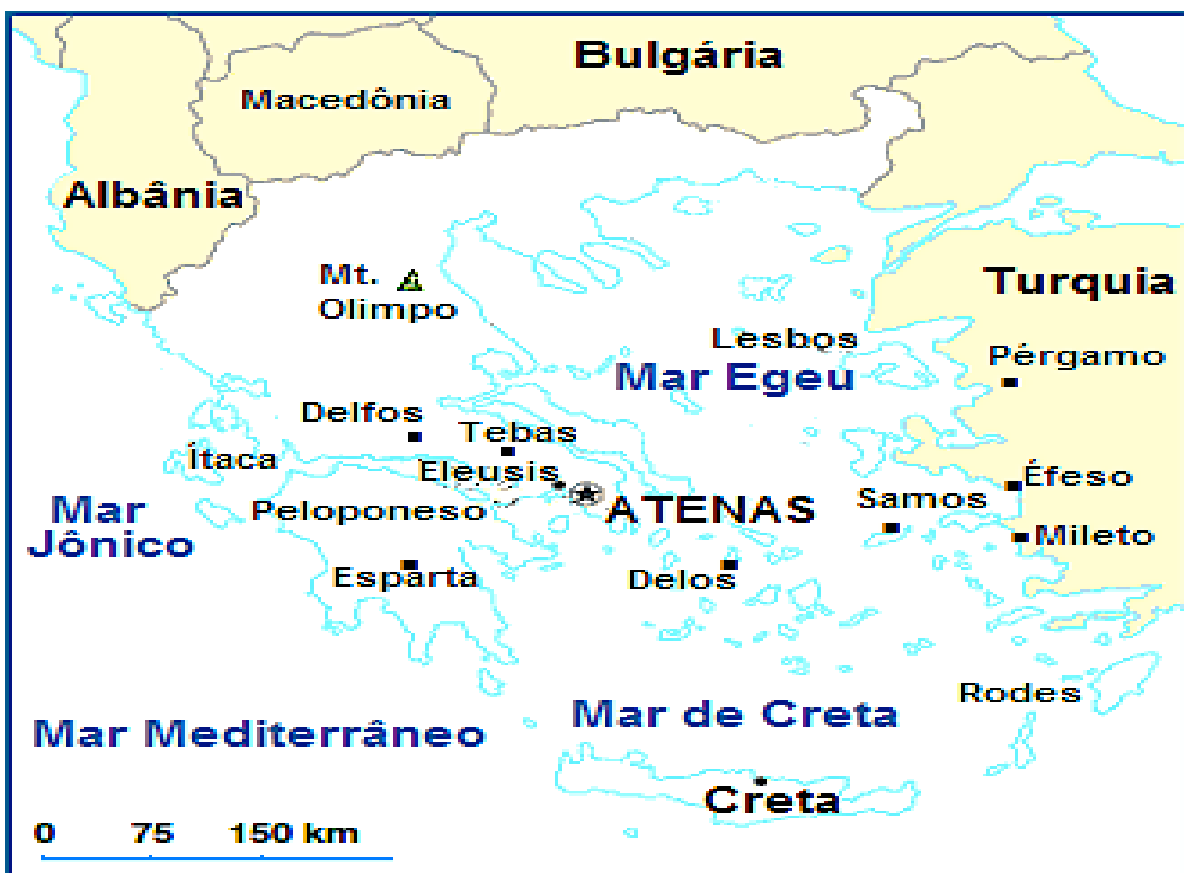 Bulgária
Macedônia
Albânia
Mt.
Olimpo
Turquia
Lesbos
Pérgamo
Mar Egeu
Delfos
Tebas
Ítaca
Eleusis
Éfeso
Samos
Peloponeso
ATENAS
Mar
Jônico
Mileto
Esparta
Delos
Rodes
Mar de Creta
Mar Mediterrâneo
Creta
0 75 150 km